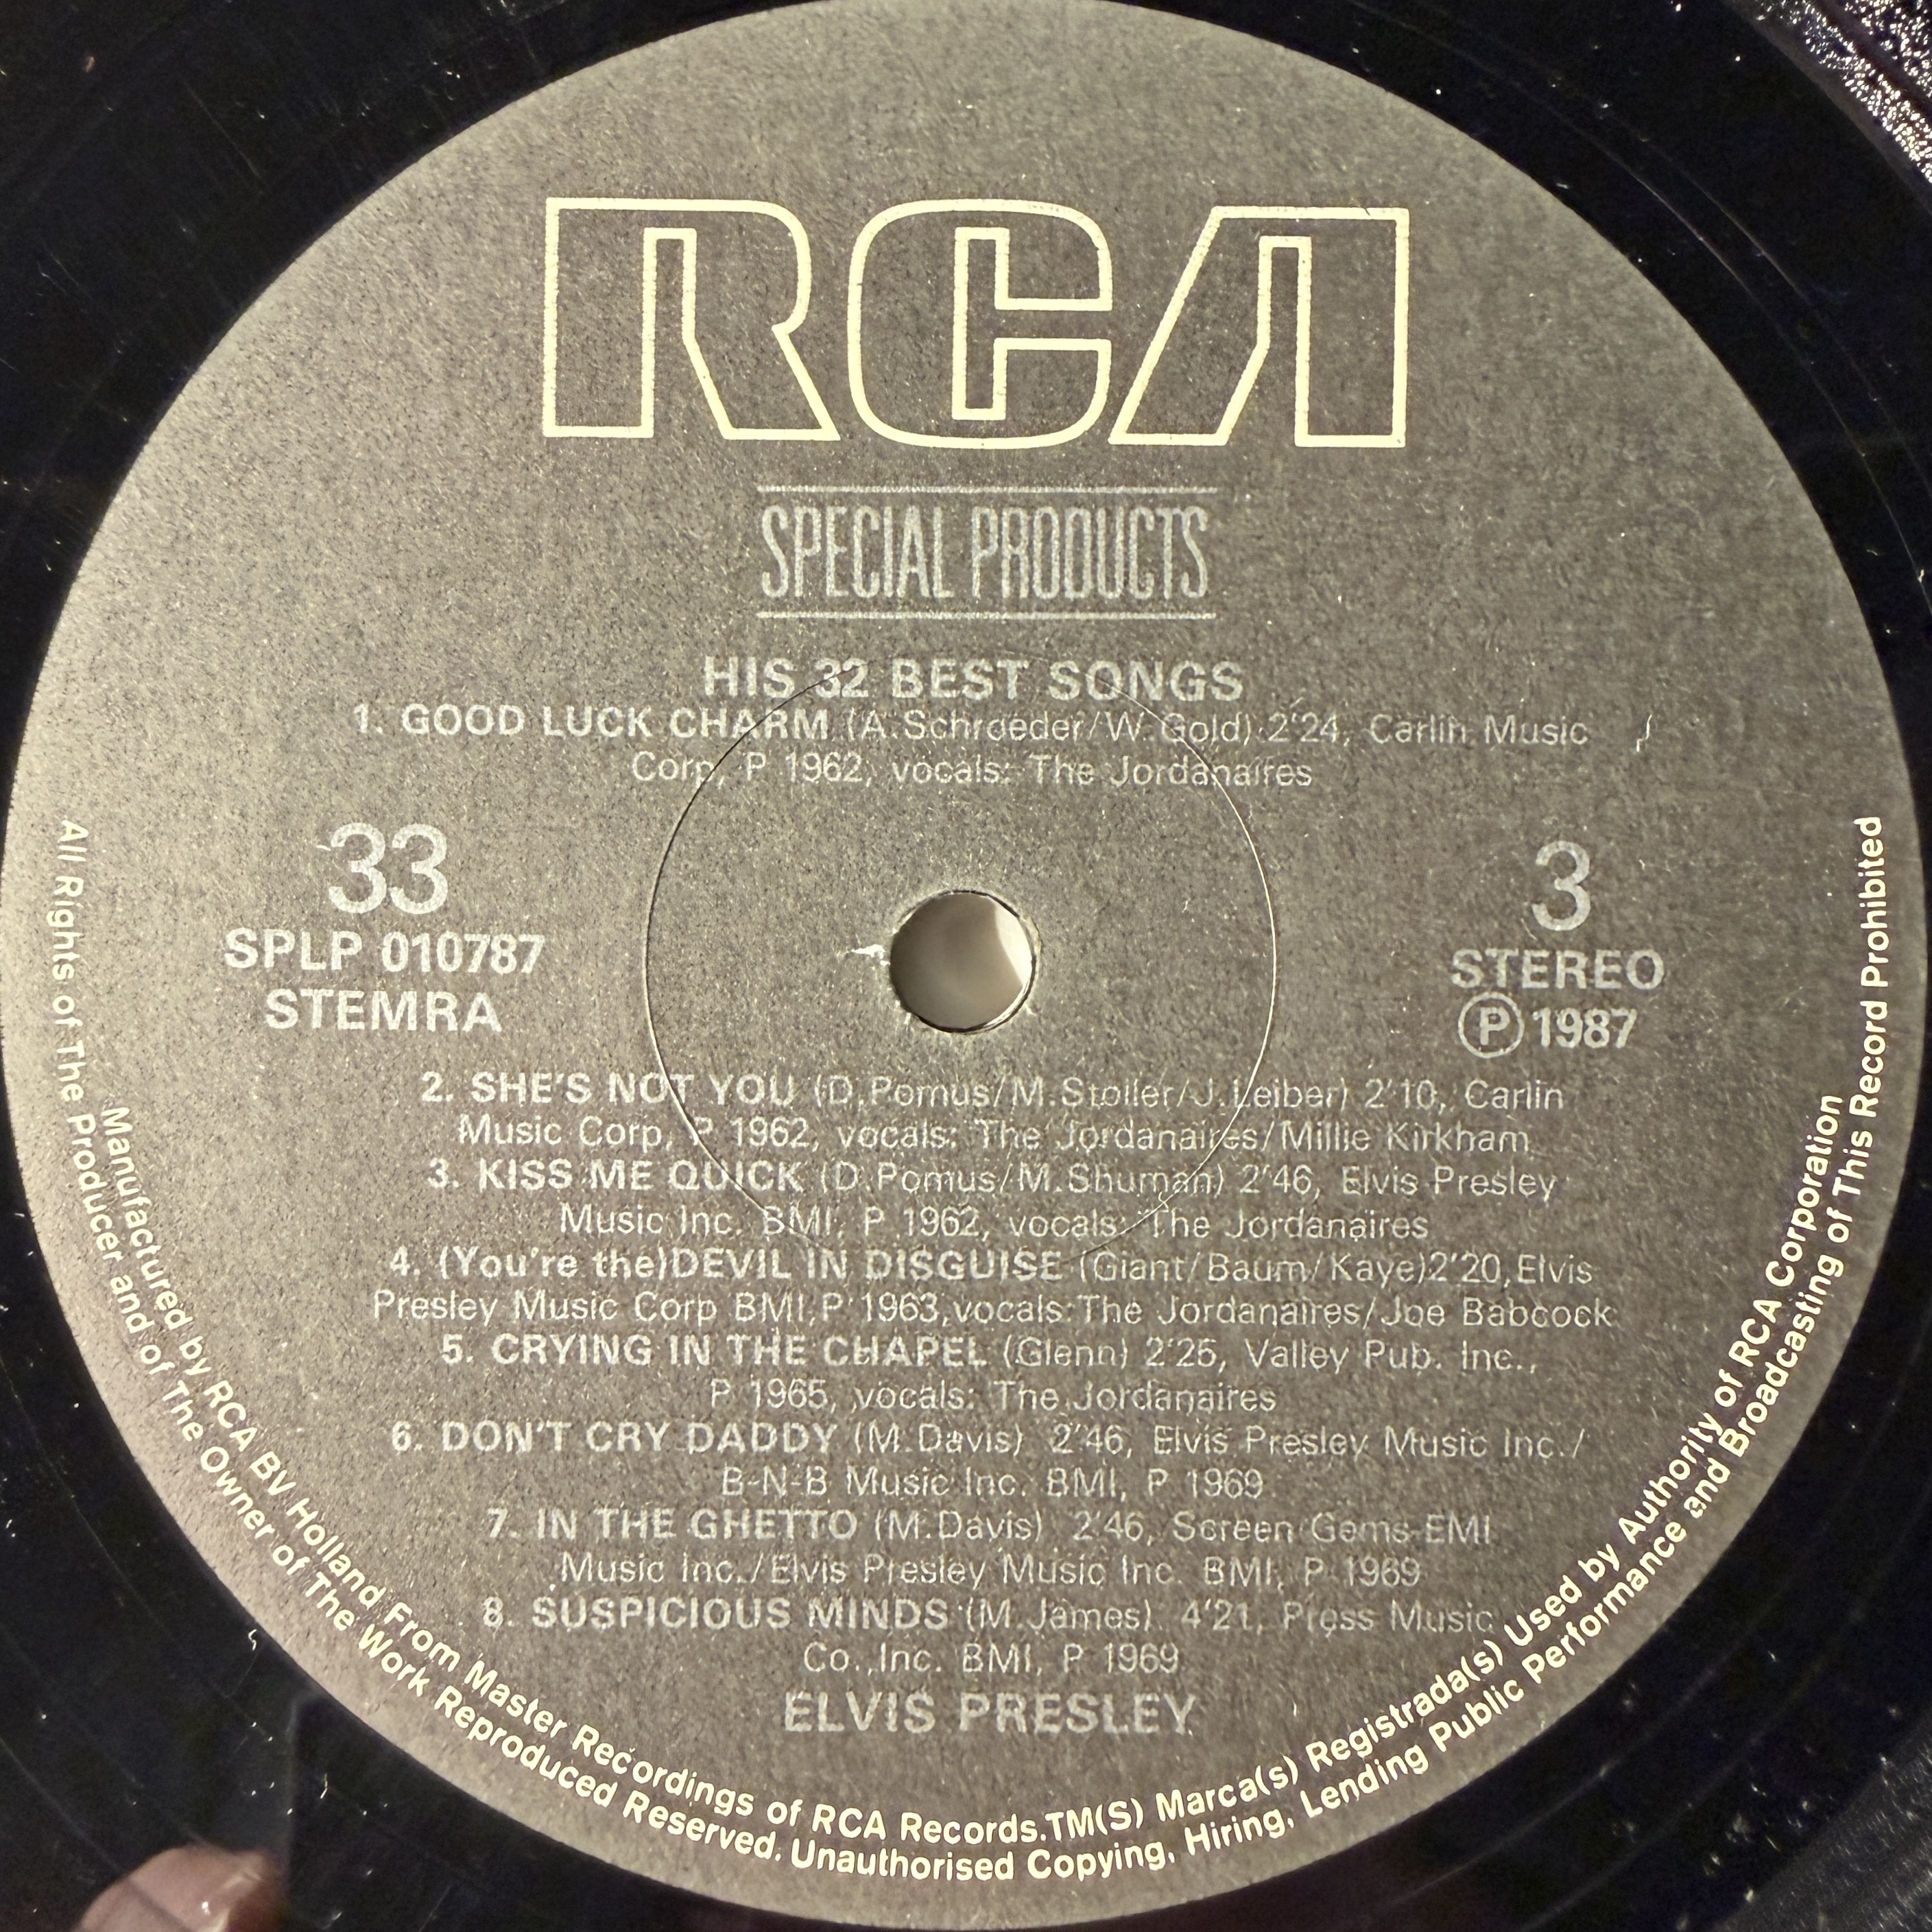 RCA
SPECIAL PRODUCTS
HIS 32 BEST SONGS
1. GOOD LUCK CHARM (A.Schroeder/W.Gold) 2'24, Carlin Music
Corp, P 1962, vocals: The Jordanaires
33
SPLP 010787
STEMRA
3
STEREO
Ⓟ 1987
2. SHE'S NOT YOU (D.Pomus/M.Stoller/J.Leiber) 2'10, Carlin
Music Corp, P 1962, vocals: The Jordanaires/Millie Kirkham
3. KISS ME QUICK (D.Pomus/M.Shuman) 2'46, Elvis Presley
Music Inc. BMI, P 1962, vocals: The Jordanaires
4. (You're the)DEVIL IN DISGUISE (Giant/Baum/Kaye)2'20,Elvis
Presley Music Corp BMI,P 1963,vocals:The Jordanaires/Joe Babcock
5. CRYING IN THE CHAPEL (Glenn) 2'25, Valley Pub. Inc.,
P 1965, vocals: The Jordanaires
6. DON'T CRY DADDY (M.Davis) 2'46, Elvis Presley Music Inc./
B-N-B Music Inc. BMI, P 1969
7. IN THE GHETTO (M.Davis) 2'46, Screen Gems-EMI
Music Inc./Elvis Presley Music Inc. BMI, P 1969
8. SUSPICIOUS MINDS (M.James) 4'21, Press Music
Co.,Inc. BMI, P 1969
ELVIS PRESLEY
Manufactured by RCA BV Holland From Master Recordings of RCA Records.TM(S) Marca(s) Registrada(s) Used by Authority of RCA Corporation
All Rights of The Producer and of The Owner of The Work Reproduced Reserved. Unauthorised Copying, Hiring, Lending Public Performance and Broadcasting of This Record Prohibited